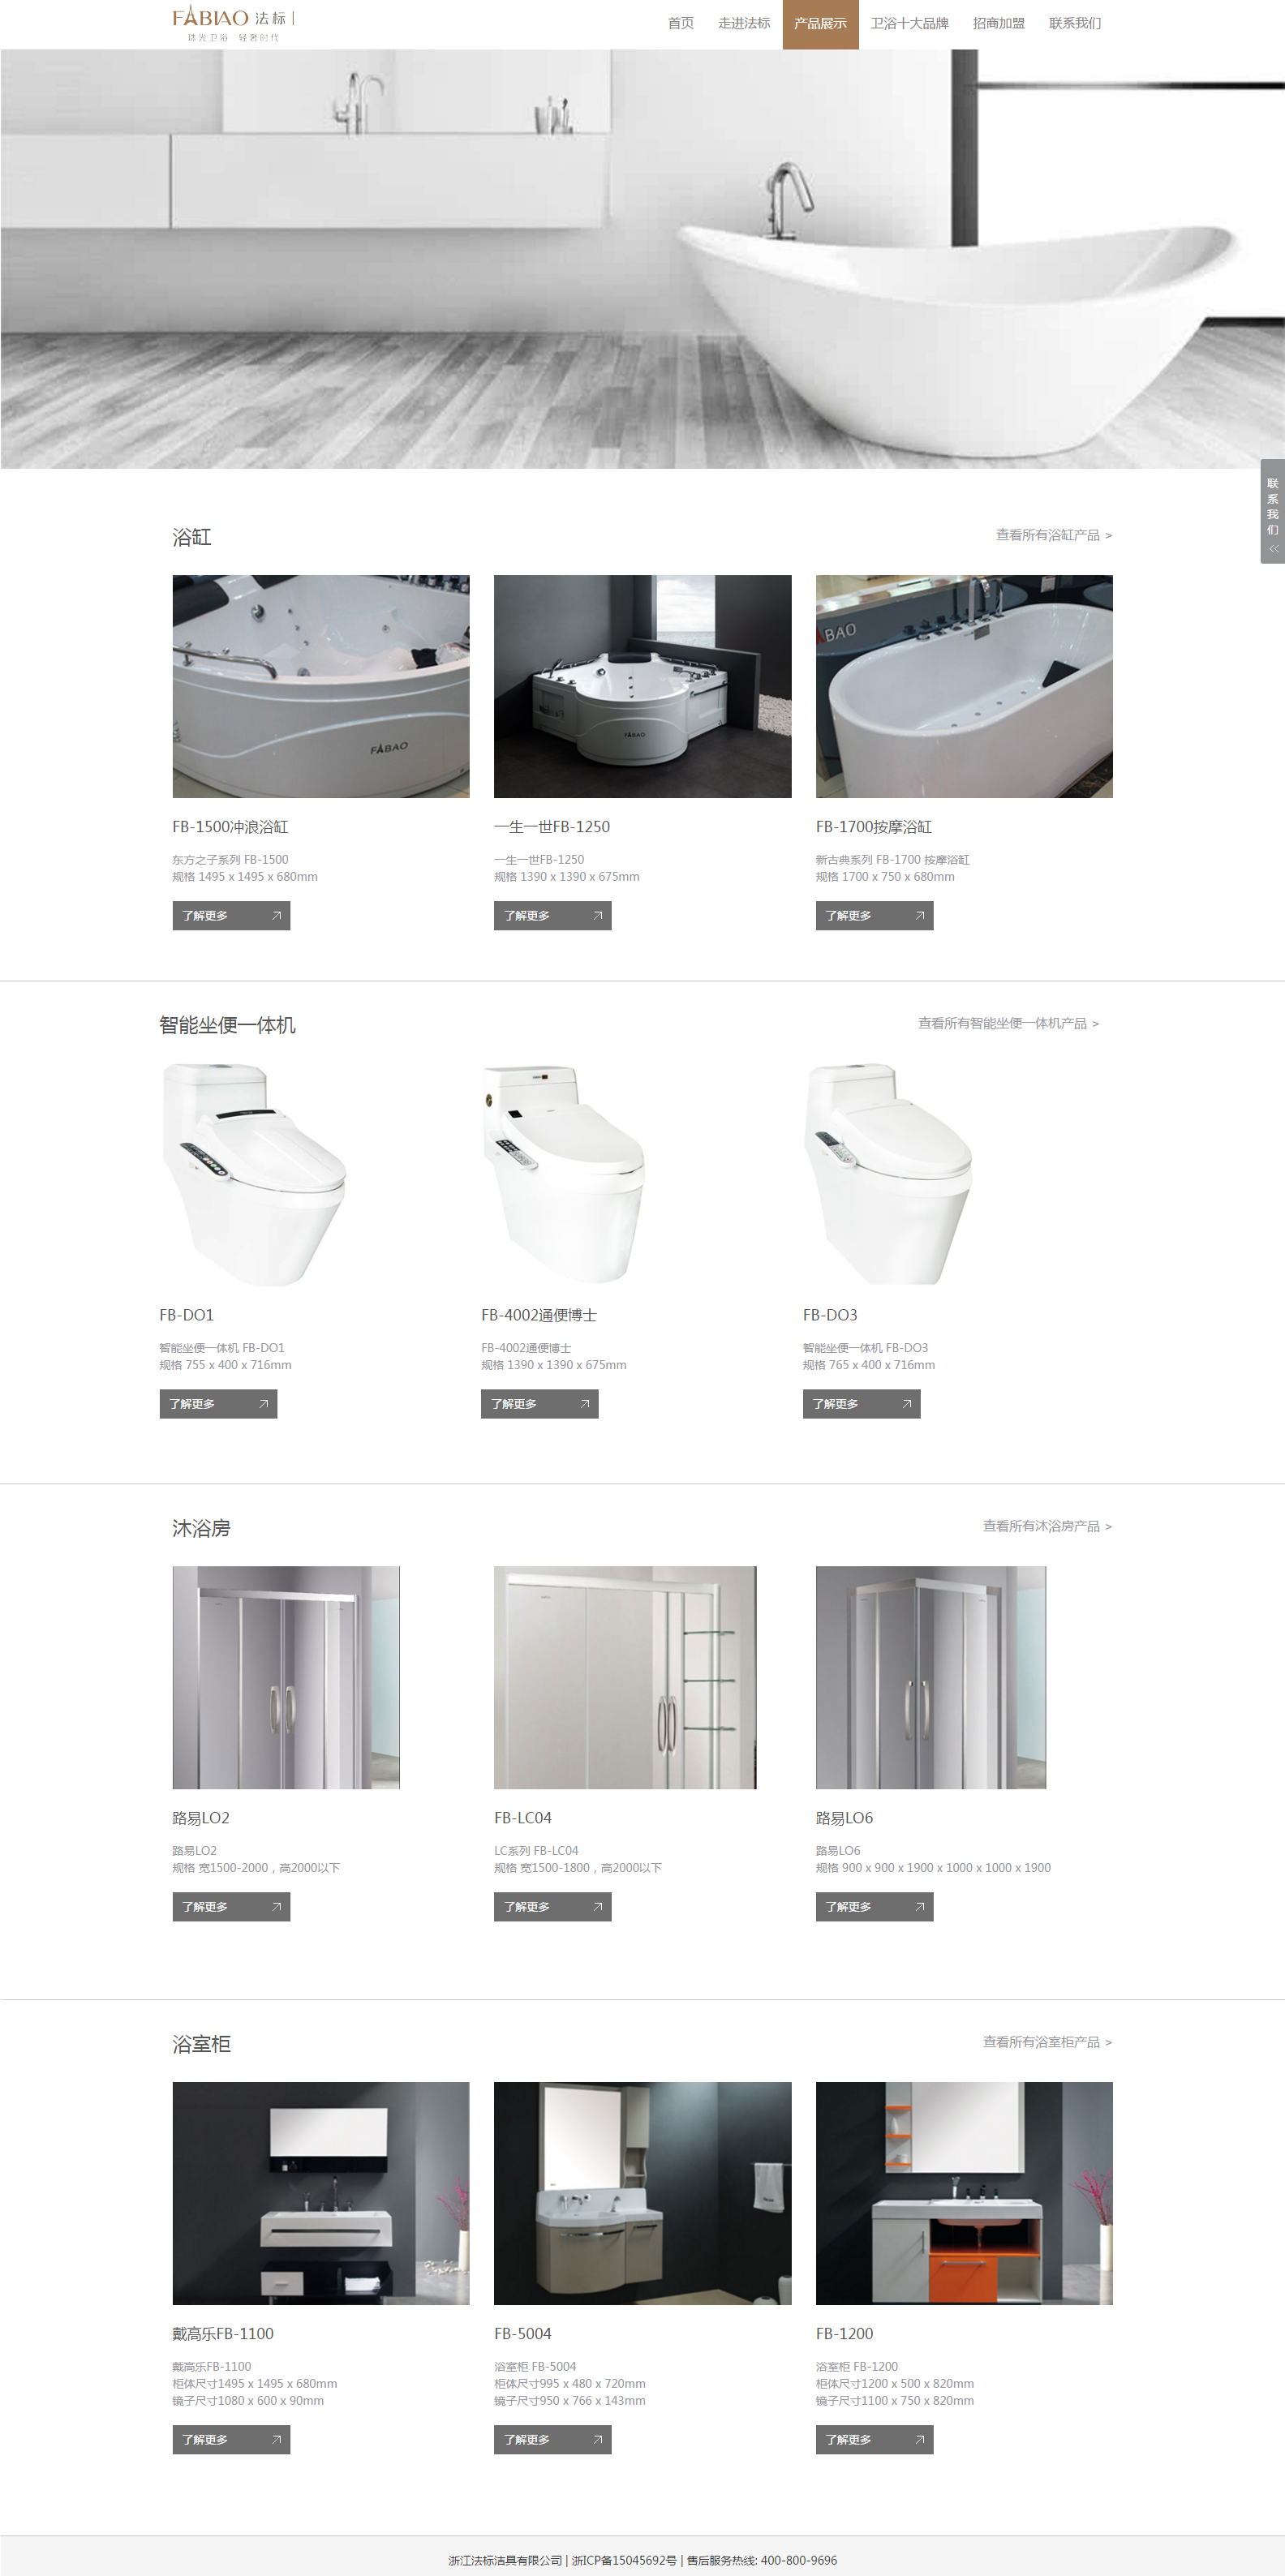 FABIAO 法标
珠光卫浴 轻奢时代
首页 走进法标 产品展示 卫浴十大品牌 招商加盟 联系我们
联系我们
浴缸
查看所有浴缸产品 >
FABAO
FABAO
ABAO
FB-1500冲浪浴缸
东方之子系列 FB-1500
规格 1495 x 1495 x 680mm
了解更多
一生一世FB-1250
一生一世FB-1250
规格 1390 x 1390 x 675mm
了解更多
FB-1700按摩浴缸
新古典系列 FB-1700 按摩浴缸
规格 1700 x 750 x 680mm
了解更多
智能坐便一体机
查看所有智能坐便一体机产品 >
FB-DO1
智能坐便一体机 FB-DO1
规格 755 x 400 x 716mm
了解更多
FB-4002通便博士
FB-4002通便博士
规格 1390 x 1390 x 675mm
了解更多
FB-DO3
智能坐便一体机 FB-DO3
规格 765 x 400 x 716mm
了解更多
沐浴房
查看所有沐浴房产品 >
路易LO2
路易LO2
规格 宽1500-2000，高2000以下
了解更多
FB-LC04
LC系列 FB-LC04
规格 宽1500-1800，高2000以下
了解更多
路易LO6
路易LO6
规格 900 x 900 x 1900 x 1000 x 1000 x 1900
了解更多
浴室柜
查看所有浴室柜产品 >
戴高乐FB-1100
戴高乐FB-1100
柜体尺寸1495 x 1495 x 680mm
镜子尺寸1080 x 600 x 90mm
了解更多
FB-5004
浴室柜 FB-5004
柜体尺寸995 x 480 x 720mm
镜子尺寸950 x 766 x 143mm
了解更多
FB-1200
浴室柜 FB-1200
柜体尺寸1200 x 500 x 820mm
镜子尺寸1100 x 750 x 820mm
了解更多
浙江法标洁具有限公司 | 浙ICP备15045692号 | 售后服务热线: 400-800-9696